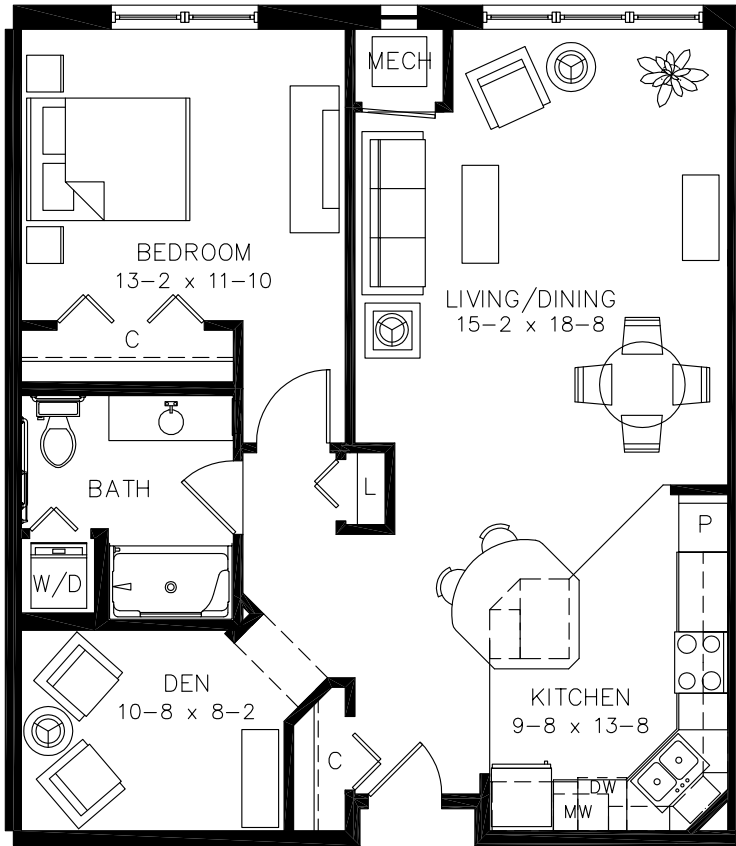 MECH
BEDROOM
13-2 x 11-10
LIVING/DINING
15-2 x 18-8
C
BATH
L
P
W/D
DEN
10-8 x 8-2
KITCHEN
9-8 x 13-8
C
DW
MW